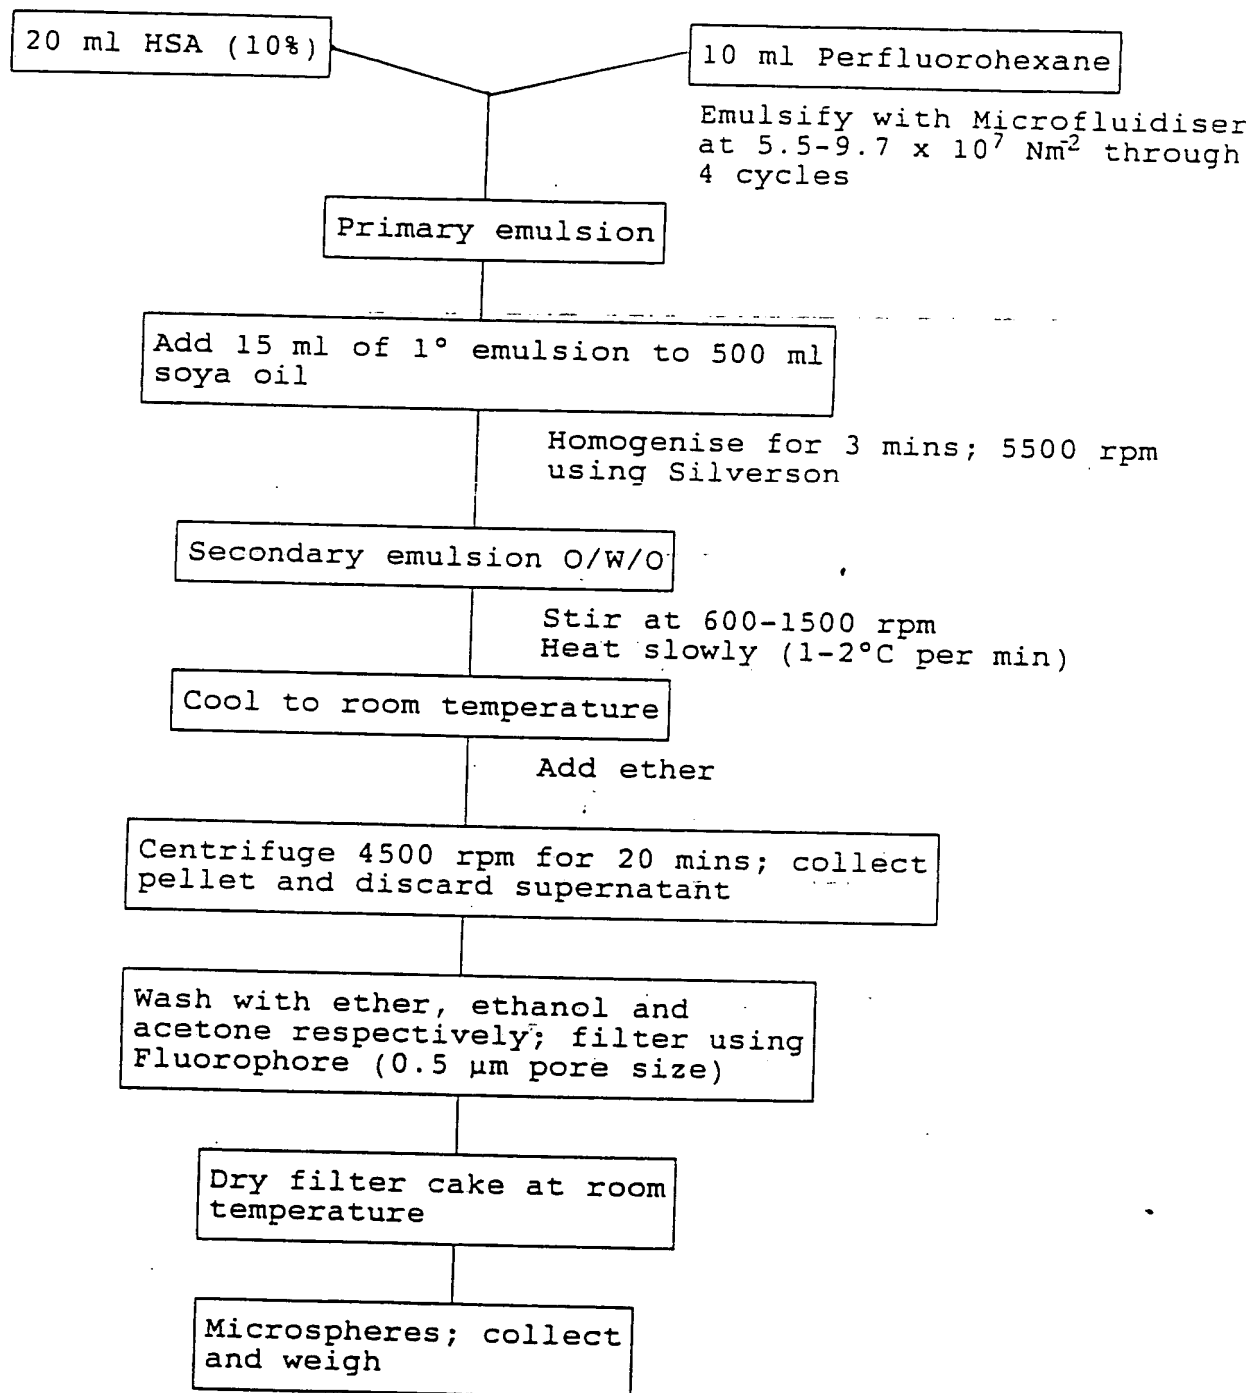 20 ml HSA (10%)
10 ml Perfluorohexane
Emulsify with Microfluidiser
at 5.5-9.7 x 10⁷ Nm⁻² through
4 cycles
Primary emulsion
Add 15 ml of 1° emulsion to 500 ml
soya oil
Homogenise for 3 mins; 5500 rpm
using Silverson
Secondary emulsion O/W/O
Stir at 600-1500 rpm
Heat slowly (1-2°C per min)
Cool to room temperature
Add ether
Centrifuge 4500 rpm for 20 mins; collect
pellet and discard supernatant
Wash with ether, ethanol and
acetone respectively; filter using
Fluorophore (0.5 µm pore size)
Dry filter cake at room
temperature
Microspheres; collect
and weigh